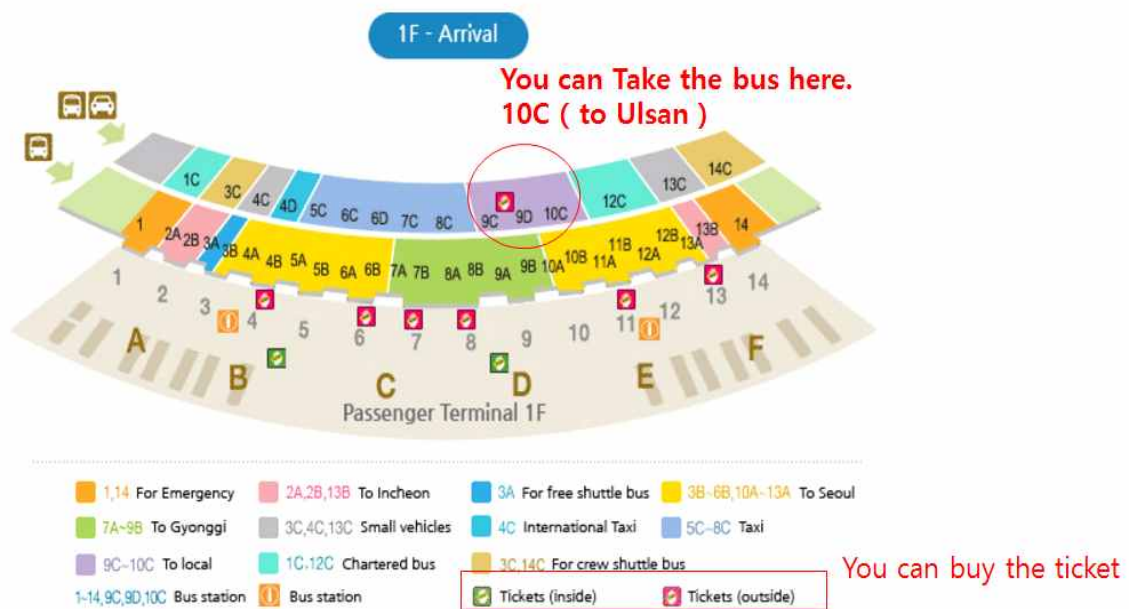 1F - Arrival
You can Take the bus here.
10C ( to Ulsan )
1C 3C 4C 4D 5C 6C 6D 7C 8C 9C 9D 10C 12C 13C 14C
1 2A 2B 3A 3B 4A 4B 5A 5B 6A 6B 7A 7B 8A 8B 9A 9B 10A 10B 11A 11B 12A 12B 13A 13B 14
1 2 3 4 5 6 7 8 9 10 11 12 13 14
A B C D E F
Passenger Terminal 1F
1,14 For Emergency 2A,2B,13B To Incheon 3A For free shuttle bus 3B~6B,10A~13A To Seoul
7A~9B To Gyonggi 3C,4C,13C Small vehicles 4C International Taxi 5C~8C Taxi
9C~10C To local 1C,12C Chartered bus 3C,14C For crew shuttle bus
You can buy the ticket
1~14,9C,9D,10C Bus station Bus station Tickets (inside) Tickets (outside)